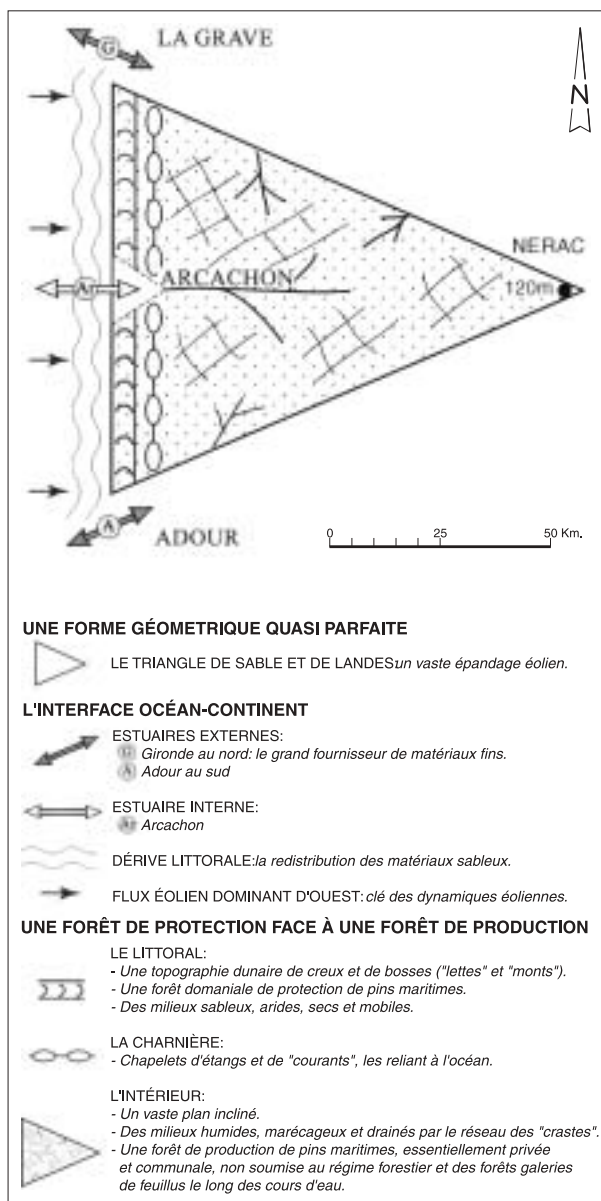 LA GRAVE
G
N
NERAC
ARCACHON
120m
Ar
ADOUR
A
0 25 50 Km.
UNE FORME GÉOMETRIQUE QUASI PARFAITE
LE TRIANGLE DE SABLE ET DE LANDES:un vaste épandage éolien.
L'INTERFACE OCÉAN-CONTINENT
ESTUAIRES EXTERNES:
G Gironde au nord: le grand fournisseur de matériaux fins.
A Adour au sud
ESTUAIRE INTERNE:
Ar Arcachon
DÉRIVE LITTORALE:la redistribution des matériaux sableux.
FLUX ÉOLIEN DOMINANT D'OUEST: clé des dynamiques éoliennes.
UNE FORÊT DE PROTECTION FACE À UNE FORÊT DE PRODUCTION
LE LITTORAL:
- Une topographie dunaire de creux et de bosses ("lettes" et "monts").
- Une forêt domaniale de protection de pins maritimes.
- Des milieux sableux, arides, secs et mobiles.
LA CHARNIÈRE:
- Chapelets d'étangs et de "courants", les reliant à l'océan.
L'INTÉRIEUR:
- Un vaste plan incliné.
- Des milieux humides, marécageux et drainés par le réseau des "crastes".
- Une forêt de production de pins maritimes, essentiellement privée
et communale, non soumise au régime forestier et des forêts galeries
de feuillus le long des cours d'eau.